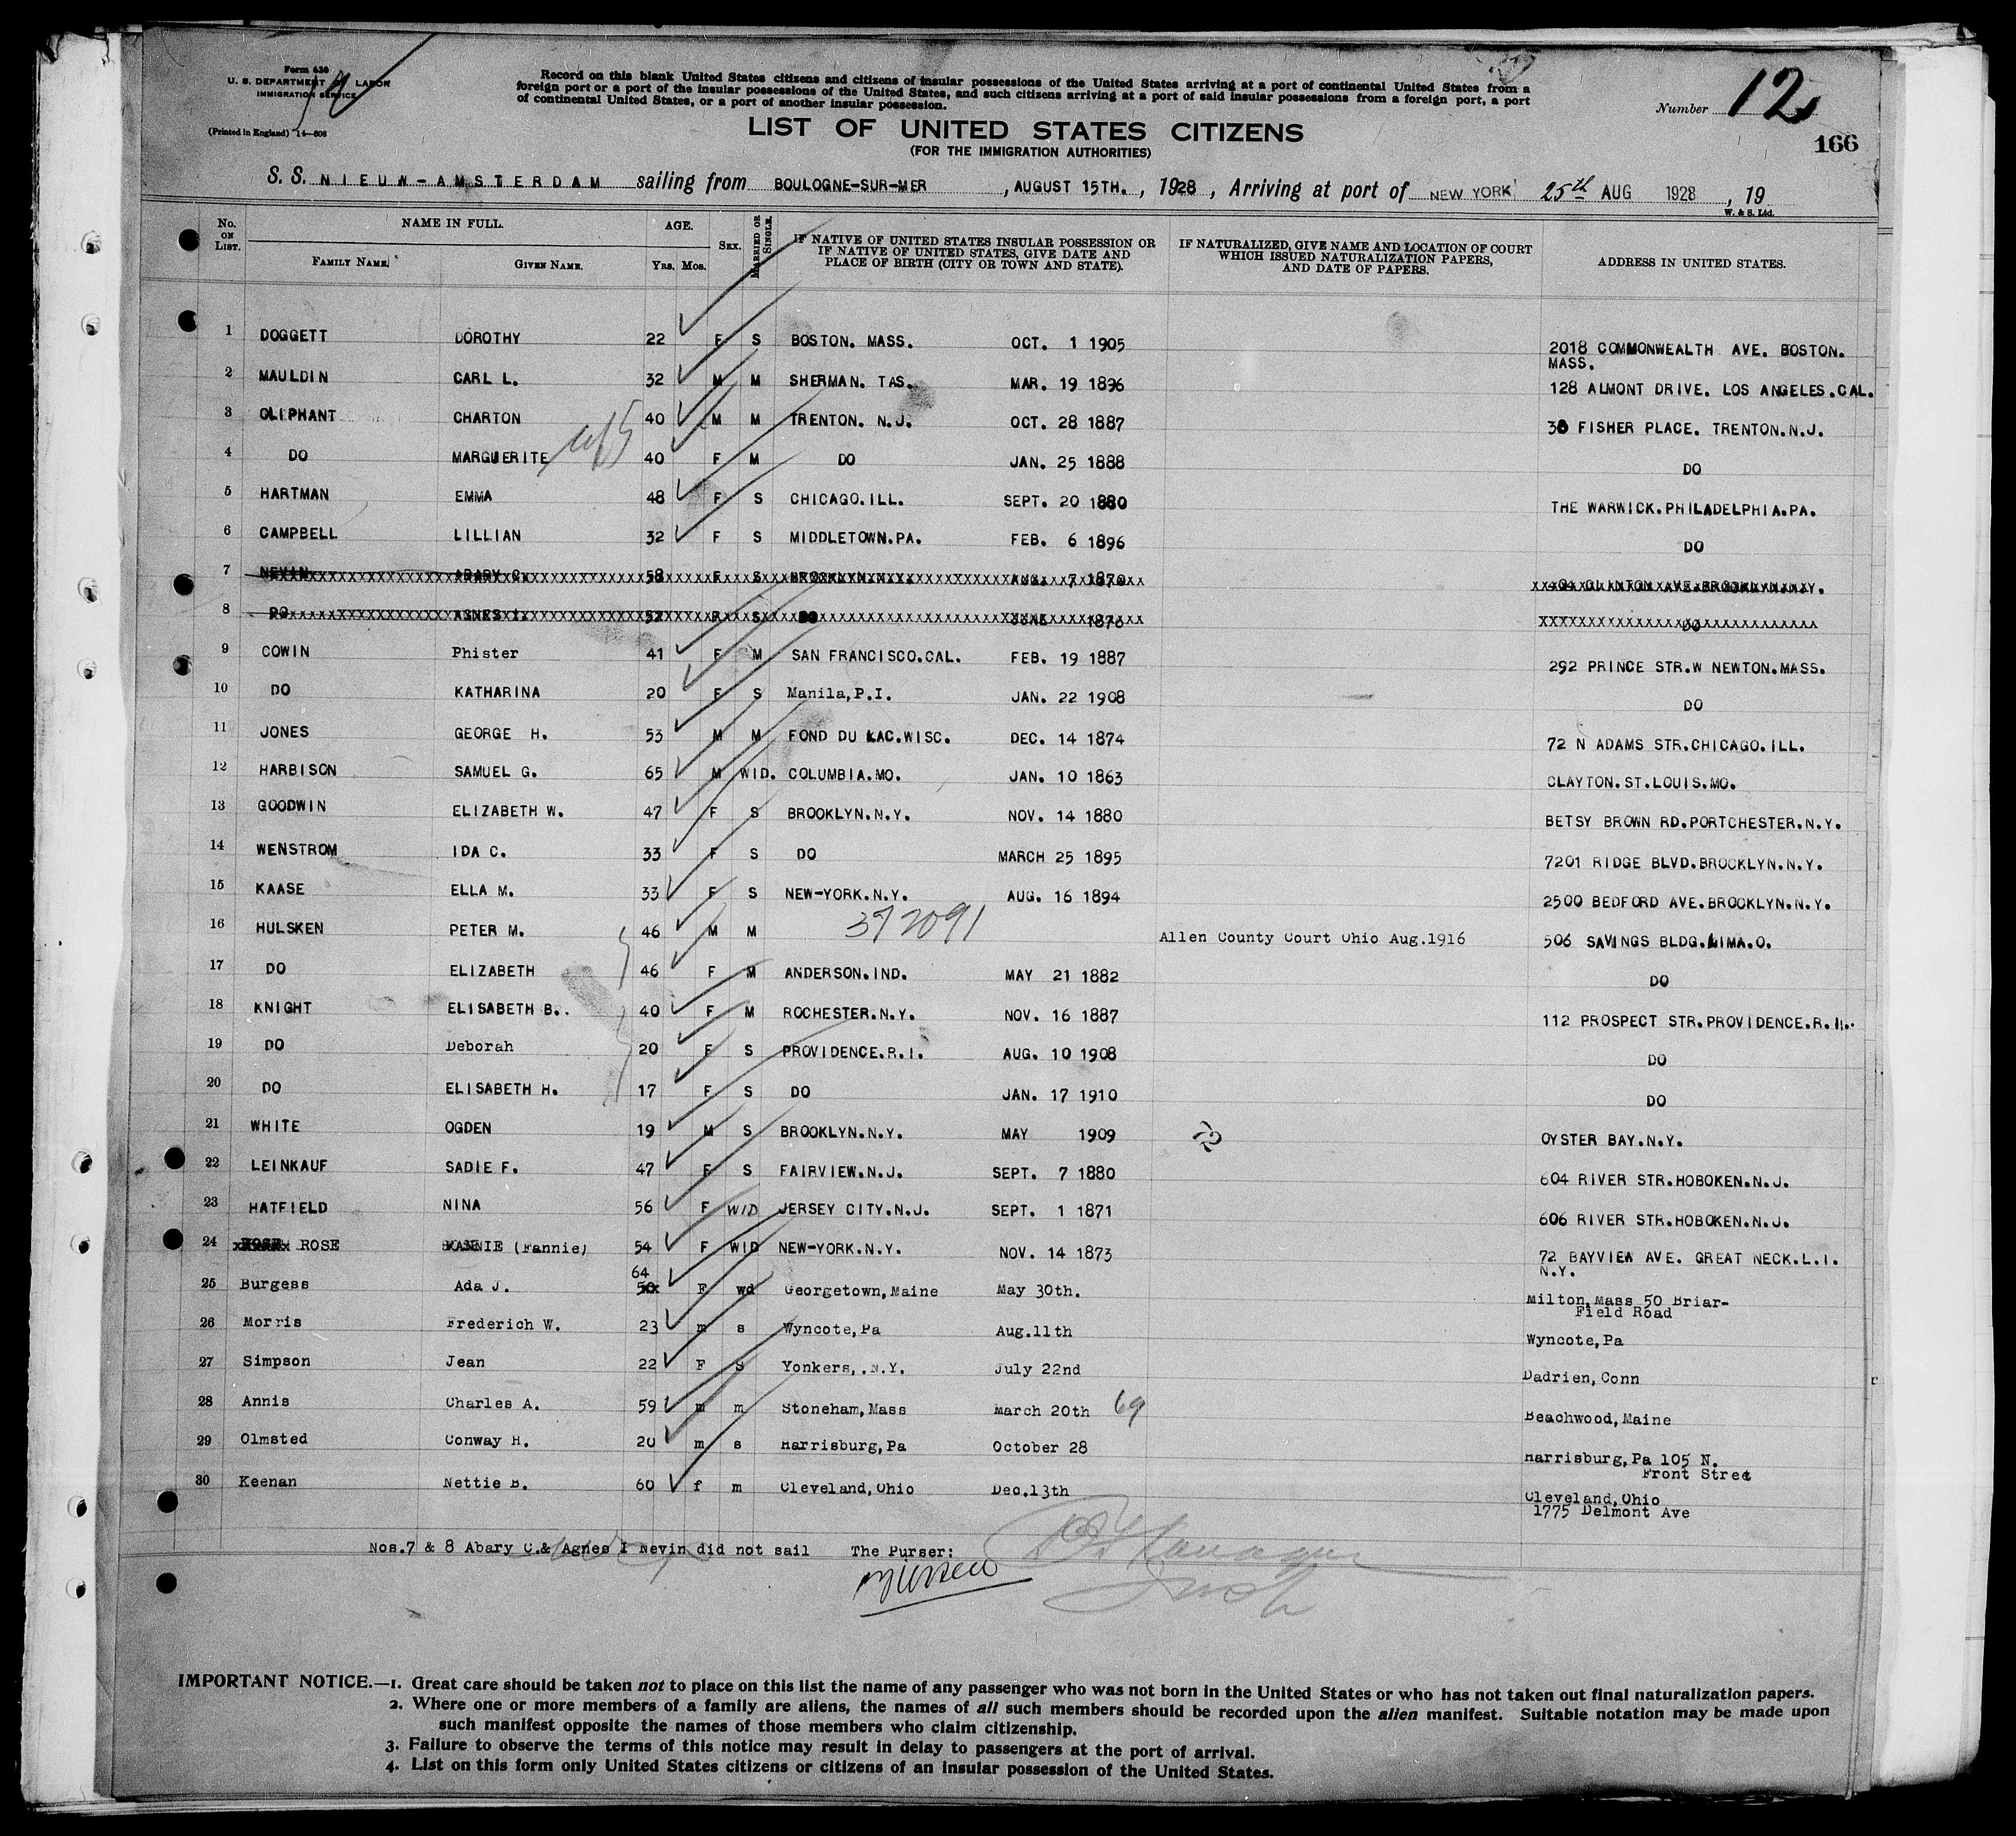 Form 630
U. S. DEPARTMENT OF LABOR
IMMIGRATION SERVICE
(Printed in England) 14—608
Record on this blank United States citizens and citizens of insular possessions of the United States arriving at a port of continental United States from a
foreign port or a port of the insular possessions of the United States, and such citizens arriving at a port of said insular possessions from a foreign port, a port
of continental United States, or a port of another insular possession.
Number 12
166
LIST OF UNITED STATES CITIZENS
(FOR THE IMMIGRATION AUTHORITIES)
S. S. NIEUW-AMSTERDAM sailing from BOULOGNE-SUR-MER , AUGUST 15TH. , 1928 , Arriving at port of NEW YORK 25th AUG 1928 , 19
W. & S. Ltd.
No. ON LIST. NAME IN FULL. FAMILY NAME. GIVEN NAME. AGE. Yrs. Mos. SEX. MARRIED OR SINGLE. IF NATIVE OF UNITED STATES INSULAR POSSESSION OR IF NATIVE OF UNITED STATES, GIVE DATE AND PLACE OF BIRTH (CITY OR TOWN AND STATE). IF NATURALIZED, GIVE NAME AND LOCATION OF COURT WHICH ISSUED NATURALIZATION PAPERS, AND DATE OF PAPERS. ADDRESS IN UNITED STATES.
1 DOGGETT DOROTHY 22 F S BOSTON. MASS. OCT. 1 1905 2018 COMMONWEALTH AVE. BOSTON. MASS.
2 MAULDIN CARL L. 32 M M SHERMAN. TAS. MAR. 19 1896 128 ALMONT DRIVE. LOS ANGELES.CAL.
3 OLIPHANT CHARTON 40 M M TRENTON. N.J. OCT. 28 1887 38 FISHER PLACE. TRENTON.N.J.
4 DO MARGUERITE 40 F M DO JAN. 25 1888 DO
5 HARTMAN EMMA 48 F S CHICAGO.ILL. SEPT. 20 1880 THE WARWICK.PHILADELPHIA.PA.
6 CAMPBELL LILLIAN 32 F S MIDDLETOWN.PA. FEB. 6 1896 DO
7 NEVIN ABARY C. 58 F S BROOKLYN.N.Y. AUG. 7 1870 404 CLINTON AVE.BROOKLYN.N.Y.
8 DO AGNES I. 52 F S DO JUNE 1876 DO
9 COWIN Phister 41 F M SAN FRANCISCO.CAL. FEB. 19 1887 292 PRINCE STR.W NEWTON.MASS.
10 DO KATHARINA 20 F S Manila,P.I. JAN. 22 1908 DO
11 JONES GEORGE H. 53 M M FOND DU LAC.WISC. DEC. 14 1874 72 N ADAMS STR.CHICAGO.ILL.
12 HARBISON SAMUEL G. 65 M WID. COLUMBIA.MO. JAN. 10 1863 CLAYTON.ST.LOUIS.MO.
13 GOODWIN ELIZABETH W. 47 F S BROOKLYN.N.Y. NOV. 14 1880 BETSY BROWN RD.PORTCHESTER.N.Y.
14 WENSTROM IDA C. 33 F S DO MARCH 25 1895 7201 RIDGE BLVD.BROOKLYN.N.Y.
15 KAASE ELLA M. 33 F S NEW-YORK.N.Y. AUG. 16 1894 2500 BEDFORD AVE.BROOKLYN.N.Y.
16 HULSKEN PETER M. 46 M M 372091 Allen County Court Ohio Aug.1916 506 SAVINGS BLDG.LIMA.O.
17 DO ELIZABETH 46 F M ANDERSON.IND. MAY 21 1882 DO
18 KNIGHT ELISABETH B. 40 F M ROCHESTER.N.Y. NOV. 16 1887 112 PROSPECT STR.PROVIDENCE.R.I.
19 DO Deborah 20 F S PROVIDENCE.R.I. AUG. 10 1908 DO
20 DO ELISABETH H. 17 F S DO JAN. 17 1910 DO
21 WHITE OGDEN 19 M S BROOKLYN.N.Y. MAY 1909 OYSTER BAY.N.Y.
22 LEINKAUF SADIE F. 47 F S FAIRVIEW.N.J. SEPT. 7 1880 604 RIVER STR.HOBOKEN.N.J.
23 HATFIELD NINA 56 F WID JERSEY CITY.N.J. SEPT. 1 1871 606 RIVER STR.HOBOKEN.N.J.
24 ROSE (Fannie) 54 F WID NEW-YORK.N.Y. NOV. 14 1873 72 BAYVIEW AVE. GREAT NECK.L.I. N.Y.
25 Burgess Ada J. 64 F wd Georgetown,Maine May 30th. Milton,Mass 50 Briar- Field Road
26 Morris Frederich W. 23 m s Wyncote,Pa Aug.11th Wyncote,Pa
27 Simpson Jean 22 F S Yonkers,.N.Y. July 22nd Dadrien,Conn
28 Annis Charles A. 59 m m Stoneham,Mass March 20th 69 Beachwood,Maine
29 Olmsted Conway H. 20 m s Harrisburg,Pa October 28 Harrisburg,Pa 105 N. Front Street
30 Keenan Nettie B. 60 f m Cleveland,Ohio Dec.13th Cleveland,Ohio 1775 Delmont Ave
Nos.7 & 8 Abary C.& Agnes I Nevin did not sail The Purser:
IMPORTANT NOTICE.—1. Great care should be taken not to place on this list the name of any passenger who was not born in the United States or who has not taken out final naturalization papers.
2. Where one or more members of a family are aliens, the names of all such members should be recorded upon the alien manifest. Suitable notation may be made upon
such manifest opposite the names of those members who claim citizenship.
3. Failure to observe the terms of this notice may result in delay to passengers at the port of arrival.
4. List on this form only United States citizens or citizens of an insular possession of the United States.